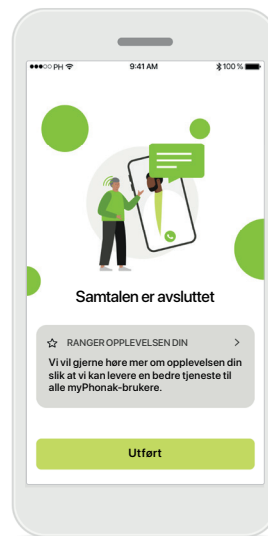 PH 9:41 AM 100 %
Samtalen er avsluttet
RANGER OPPLEVELSEN DIN
Vi vil gjerne høre mer om opplevelsen din
slik at vi kan levere en bedre tjeneste til
alle myPhonak-brukere.
Utført